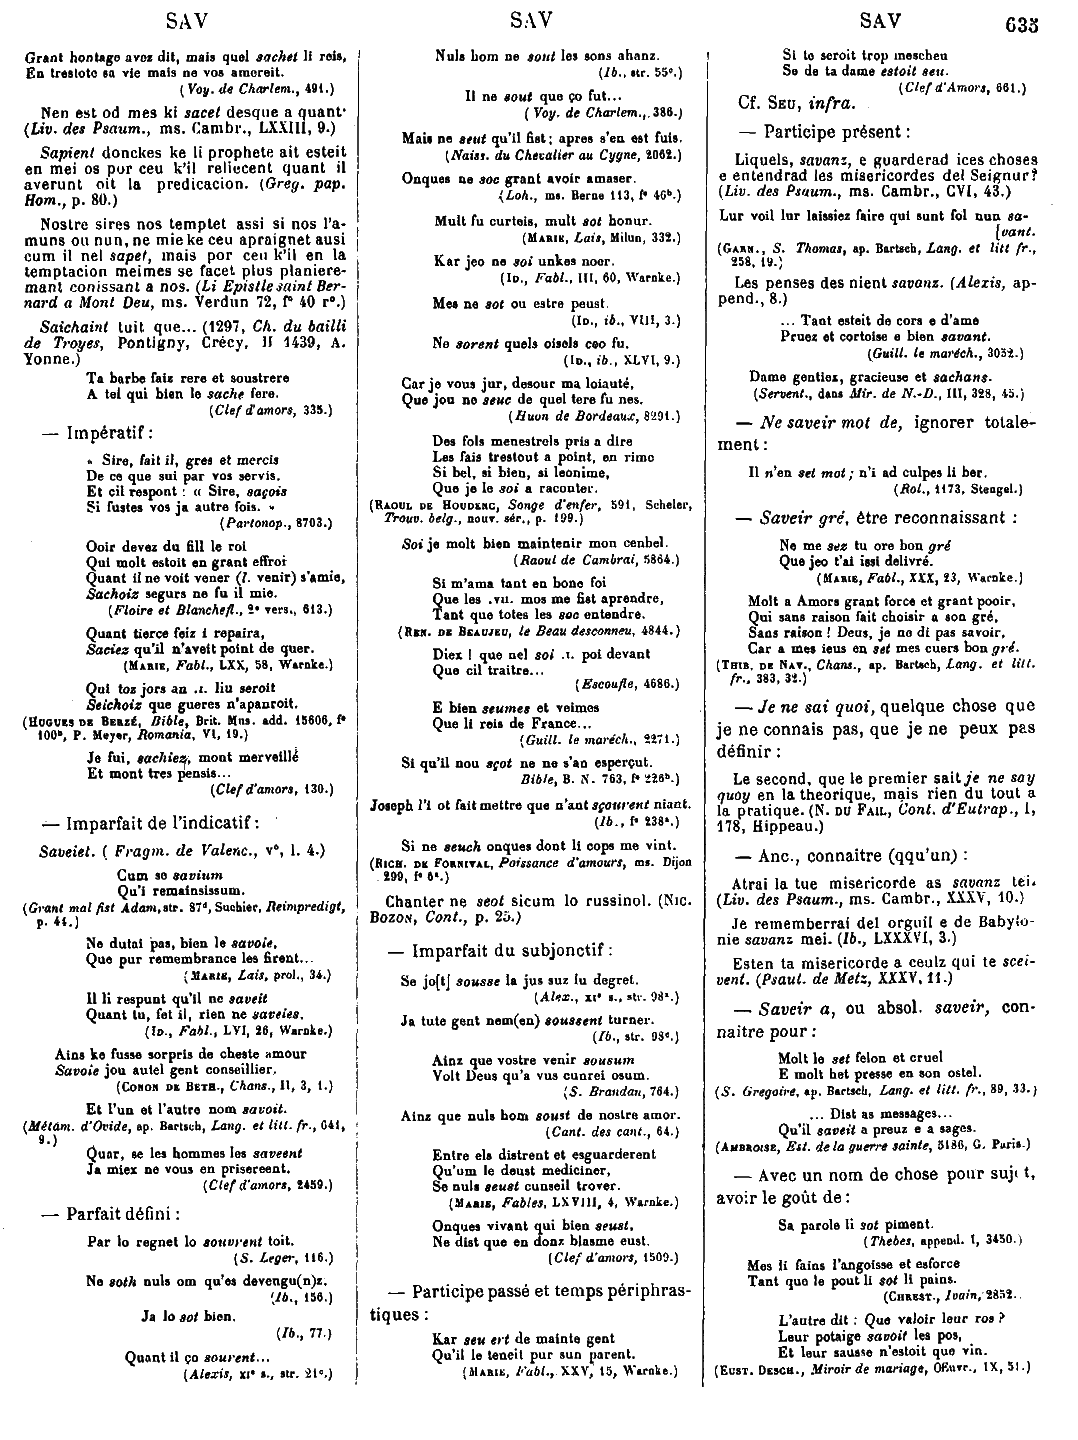 SAV
SAV
SAV
635
Grant hontage avez dit, mais quel sachet li reis,
En trestote sa vie mais ne vos amereit.
(Voy. de Charlem., 491.)
Nen est od mes ki sacet desque a quant·
(Liv. des Psaum., ms. Cambr., LXXIII, 9.)
Sapient donckes ke li prophete ait esteit
en mei os por ceu k'il reliecent quant il
averunt oit la predicacion. (Greg. pap.
Hom., p. 80.)
Nostre sires nos templet assi si nos l'a-
muns ou nun, ne mie ke ceu apraignet ausi
cum il nel sapet, mais por ceu k'il en la
temptacion meimes se facet plus planiere-
mant conissant a nos. (Li Epistle saint Ber-
nard a Mont Deu, ms. Verdun 72, f° 40 r°.)
Saichaint tuit que... (1297, Ch. du bailli
de Troyes, Pontigny, Crécy, H 1439, A.
Yonne.)
Ta barbe faiz rere et soustrere
A tel qui bien le sache fere.
(Clef d'amors, 335.)
— Impératif :
« Sire, fait il, gres et mercis
De ce que sui par vos servis.
Et cil respont : « Sire, saçois
Si fustes vos ja autre fois. »
(Partonop., 8703.)
Ooir devez du fill le roi
Qui molt estoit en grant effroi
Quant il ne voit vener (l. venir) s'amie,
Sachoiz segurs ne fu il mie.
(Floire et Blanchefl., 2e vers., 613.)
Quant tierce feiz i repaira,
Saciez qu'il n'aveit point de quer.
(Marie, Fabl., LXX, 58, Warnke.)
Qui toz jors an .i. liu seroit
Seichoiz que gueres n'apanroit.
(Hugues de Berzé, Bible, Brit. Mus. add. 15606, f°
100b, P. Meyer, Romania, VI, 19.)
Je fui, sachiez, mont merveillé
Et mont tres pensis...
(Clef d'amors, 130.)
— Imparfait de l'indicatif :
Saveiet. (Fragm. de Valenc., v°, l. 4.)
Cum se savium
Qu'i remainsissum.
(Grant mal fist Adam, str. 87d, Suchier, Reimpredigt,
p. 44.)
Ne dutai pas, bien le savoie,
Que pur remembrance les firent...
(Marie, Lais, prol., 34.)
Il li respunt qu'il ne saveit
Quant tu, fet il, rien ne saveies.
(Id., Fabl., LVI, 26, Warnke.)
Ains ke fusse sorpris de cheste amour
Savoie jou autel gent conseillier.
(Conon de Beth., Chans., II, 3, 1.)
Et l'un et l'autre nom savoit.
(Métam. d'Ovide, ap. Bartsch, Lang. et litt. fr., 641,
9.)
Quar, se les hommes les saveent
Ja miex ne vous en prisereent.
(Clef d'amors, 2459.)
— Parfait défini :
Par lo regnet lo souvrent toit.
(S. Leger, 116.)
Ne soth nuls om qu'es devengu(n)z.
(Ib., 156.)
Ja lo sot bien.
(Ib., 77.)
Quant il ço sourent...
(Alexis, xie s., str. 21c.)
Nuls hom ne sout les sons ahanz.
(Ib., str. 55e.)
Il ne sout que ço fut...
(Voy. de Charlem., 386.)
Mais ne seut qu'il fist ; apres s'en est fuis.
(Naiss. du Chevalier au Cygne, 2062.)
Onques ne soc grant avoir amaser.
(Loh., ms. Berne 113, f° 46b.)
Mult fu curteis, mult sot honur.
(Marie, Lais, Milun, 332.)
Kar jeo ne soi unkes noer.
(Id., Fabl., III, 60, Warnke.)
Mes ne sot ou estre peust.
(Id., ib., VIII, 3.)
Ne sorent quels oisels ceo fu.
(Id., ib., XLVI, 9.)
Car je vous jur, desour ma loiauté,
Que jou ne seuc de quel tere fu nes.
(Huon de Bordeaux, 8291.)
Des fols menestrels pris a dire
Les fais trestout a point, en rime
Si bel, si bien, si leonime,
Que je le soi a raconter.
(Raoul de Houdenc, Songe d'enfer, 591, Scheler,
Trouv. belg., nouv. sér., p. 199.)
Soi je molt bien maintenir mon cenbel.
(Raoul de Cambrai, 5864.)
Si m'ama tant en bone foi
Que les .vii. mos me fist aprendre,
Tant que totes les soc entendre.
(Ren. de Beaujeu, le Beau desconneu, 4844.)
Diex ! que nel soi .i. poi devant
Que cil traitre...
(Escoufle, 4686.)
E bien seumes et veimes
Que li reis de France...
(Guill. le maréch., 2271.)
Si qu'il nou sçot ne ne s'an esperçut.
Bible, B. N. 763, f° 226b.)
Joseph l'i ot fait mettre que n'ant sçourent niant.
(Ib., f° 238a.)
Si ne seuch onques dont li cops me vint.
(Rich. de Fornival, Poissance d'amours, ms. Dijon
299, f° 6a.)
Chanter ne seot sicum lo russinol. (Nic.
Bozon, Cont., p. 25.)
— Imparfait du subjonctif :
Se jo[t] sousse la jus suz lu degret.
(Alex., xie s., str. 98a.)
Ja tute gent nem(en) soussent turner.
(Ib., str. 98e.)
Ainz que vostre venir sousum
Volt Deus qu'a vus cunrei osum.
(S. Brandan, 764.)
Ainz que nuls hom soust de nostre amor.
(Cant. des cant., 64.)
Entre els distrent et esguarderent
Qu'um le deust mediciner,
Se nuls seust cunseil trover.
(Marie, Fables, LXVIII, 4, Warnke.)
Onques vivant qui bien seust,
Ne dist que en donz blasme eust.
(Clef d'amors, 1509.)
— Participe passé et temps périphras-
tiques :
Kar seu ert de mainte gent
Qu'il le teneit pur sun parent.
(Marie, Fabl., XXV, 15, Warnke.)
Si te seroit trop mescheu
Se de ta dame estoit seu.
(Clef d'Amors, 661.)
Cf. Seu, infra.
— Participe présent :
Liquels, savanz, e guarderad ices choses
e entendrad les misericordes del Seignur?
(Liv. des Psaum., ms. Cambr., CVI, 43.)
Lur voil lur laissiez faire qui sunt fol nun sa-
[vant.
(Garn., S. Thomas, ap. Bartsch, Lang. et litt fr.,
258, 19.)
Les penses des nient savanz. (Alexis, ap-
pend., 8.)
... Tant esteit de cors e d'ame
Pruez et cortoise e bien savant.
(Guill. le maréch., 3032.)
Dame gentiez, gracieuse et sachans.
(Servent., dans Mir. de N.-D., III, 328, 45.)
— Ne saveir mot de, ignorer totale-
ment :
Il n'en set mot ; n'i ad culpes li ber.
(Rol., 1173, Stengel.)
— Saveir gré, être reconnaissant :
Ne me sez tu ore bon gré
Que jeo t'ai issi delivré.
(Marie, Fabl., XXX, 23, Warnke.)
Molt a Amors grant force et grant pooir,
Qui sans raison fait choisir a son gré,
Sans raison ! Deus, je no di pas savoir,
Car a mes ieus en set mes cuers bon gré.
(Thib. de Nav., Chans., ap. Bartsch, Lang. et litt.
fr., 383, 32.)
— Je ne sai quoi, quelque chose que
je ne connais pas, que je ne peux pas
définir :
Le second, que le premier sait je ne say
quoy en la theorique, mais rien du tout a
la pratique. (N. du Fail, Cont. d'Eutrap., I,
178, Hippeau.)
— Anc., connaitre (qqu'un) :
Atrai la tue misericorde as savanz tei.
(Liv. des Psaum., ms. Cambr., XXXV, 10.)
Je rememberrai del orguil e de Babylo-
nie savanz mei. (Ib., LXXXVI, 3.)
Esten ta misericorde a ceulz qui te scei-
vent. (Psaut. de Metz, XXXV, 11.)
— Saveir a, ou absol. saveir, con-
naitre pour :
Molt le set felon et cruel
E molt het presse en son ostel.
(S. Gregoire, ap. Bartsch, Lang. et litt. fr., 89, 33.)
... Dist as messages...
Qu'il saveit a preuz e a sages.
(Ambroise, Est. de la guerre sainte, 5186, G. Paris.)
— Avec un nom de chose pour sujet,
avoir le goût de :
Sa parole li sot piment.
(Thebes, append. I, 3450.)
Mes li fains l'angoisse et esforce
Tant que le pout li sot li pains.
(Chrest., Ivain, 2852.
L'autre dit : Que valoir leur ros ?
Leur potaige savoit les pos,
Et leur sausse n'estoit que vin.
(Eust. Desch., Miroir de mariage, Œuvr., IX, 51.)